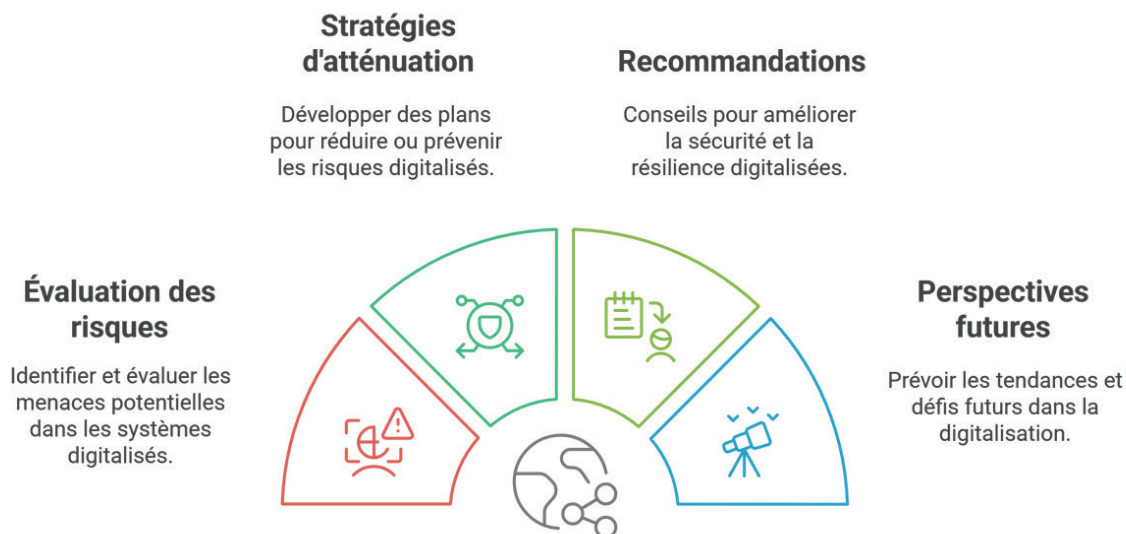 Stratégies
d'atténuation
Développer des plans
pour réduire ou prévenir
les risques digitalisés.
Recommandations
Conseils pour améliorer
la sécurité et la
résilience digitalisées.
Évaluation des
risques
Identifier et évaluer les
menaces potentielles
dans les systèmes
digitalisés.
Perspectives
futures
Prévoir les tendances et
défis futurs dans la
digitalisation.